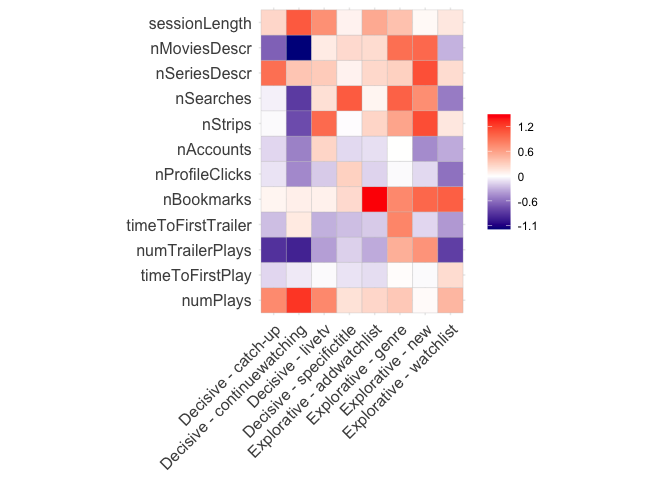 sessionLength
nMoviesDescr
nSeriesDescr
nSearches
nStrips
nAccounts
nProfileClicks
nBookmarks
timeToFirstTrailer
numTrailerPlays
timeToFirstPlay
numPlays
1.2
0.6
0.0
-0.6
-1.1
Decisive - catch-up
Decisive - continuewatching
Decisive - livetv
Decisive - specifictitle
Explorative - addwatchlist
Explorative - genre
Explorative - new
Explorative - watchlist